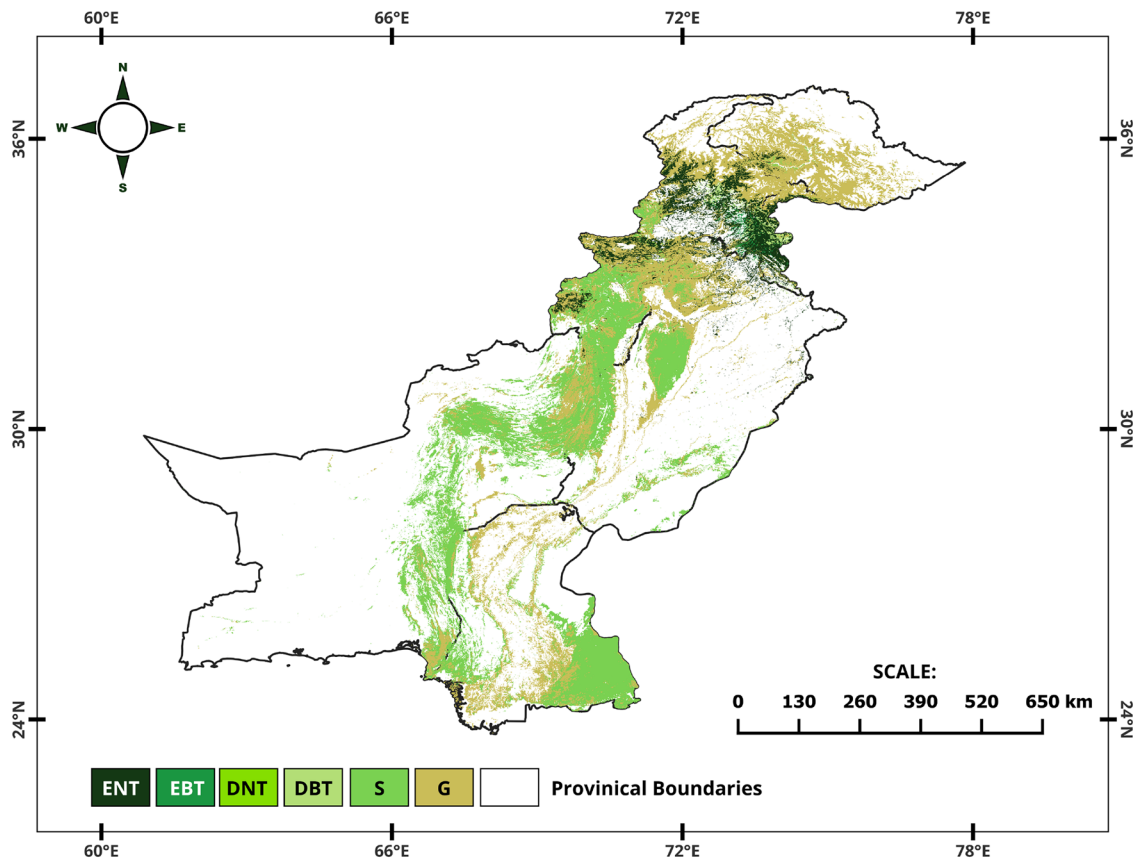 60°E 66°E 72°E 78°E
N
W E
S
36°N 36°N
30°N 30°N
SCALE:
0 130 260 390 520 650 km
24°N 24°N
ENT EBT DNT DBT S G Provinical Boundaries
60°E 66°E 72°E 78°E